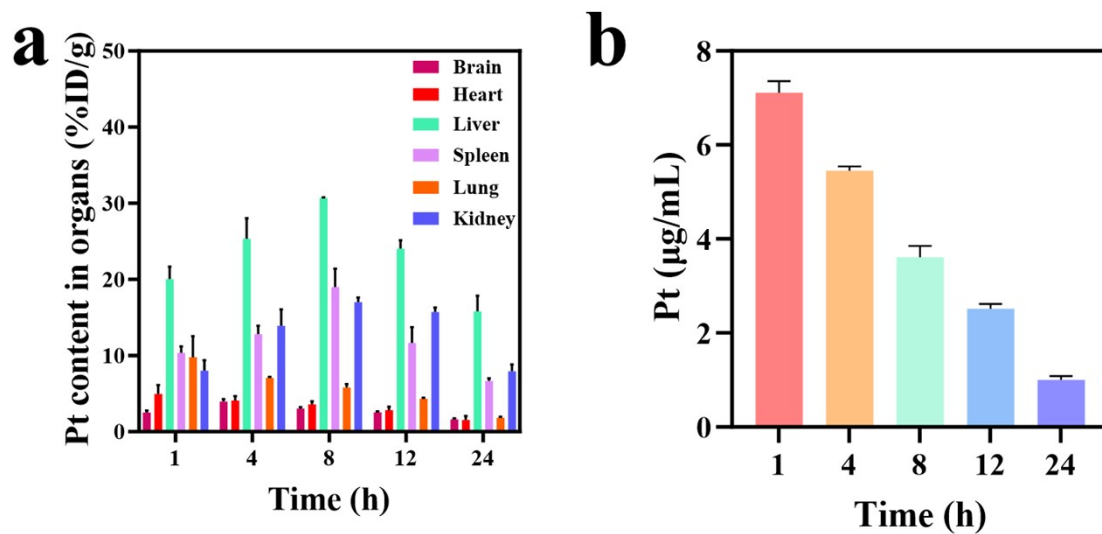 a
Pt content in organs (%ID/g)
50
40
30
20
10
0
Brain
Heart
Liver
Spleen
Lung
Kidney
1 4 8 12 24
Time (h)
b
Pt (μg/mL)
8
6
4
2
0
1 4 8 12 24
Time (h)